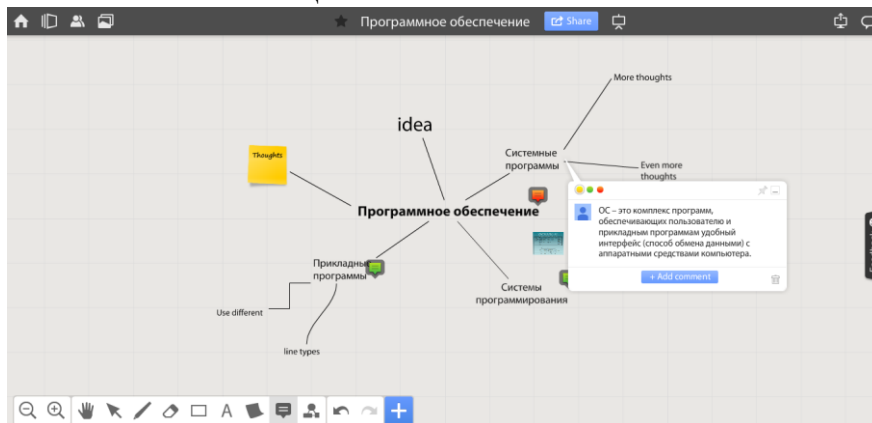 Программное обеспечение
Share
More thoughts
idea
Системные
программы
Even more
thoughts
Thoughts
Программное обеспечение
ОС – это комплекс программ,
обеспечивающих пользователю и
прикладным программам удобный
интерфейс (способ обмена данными) с
аппаратными средствами компьютера.
+ Add comment
Прикладные
программы
Системы
программирования
Use different
line types
A